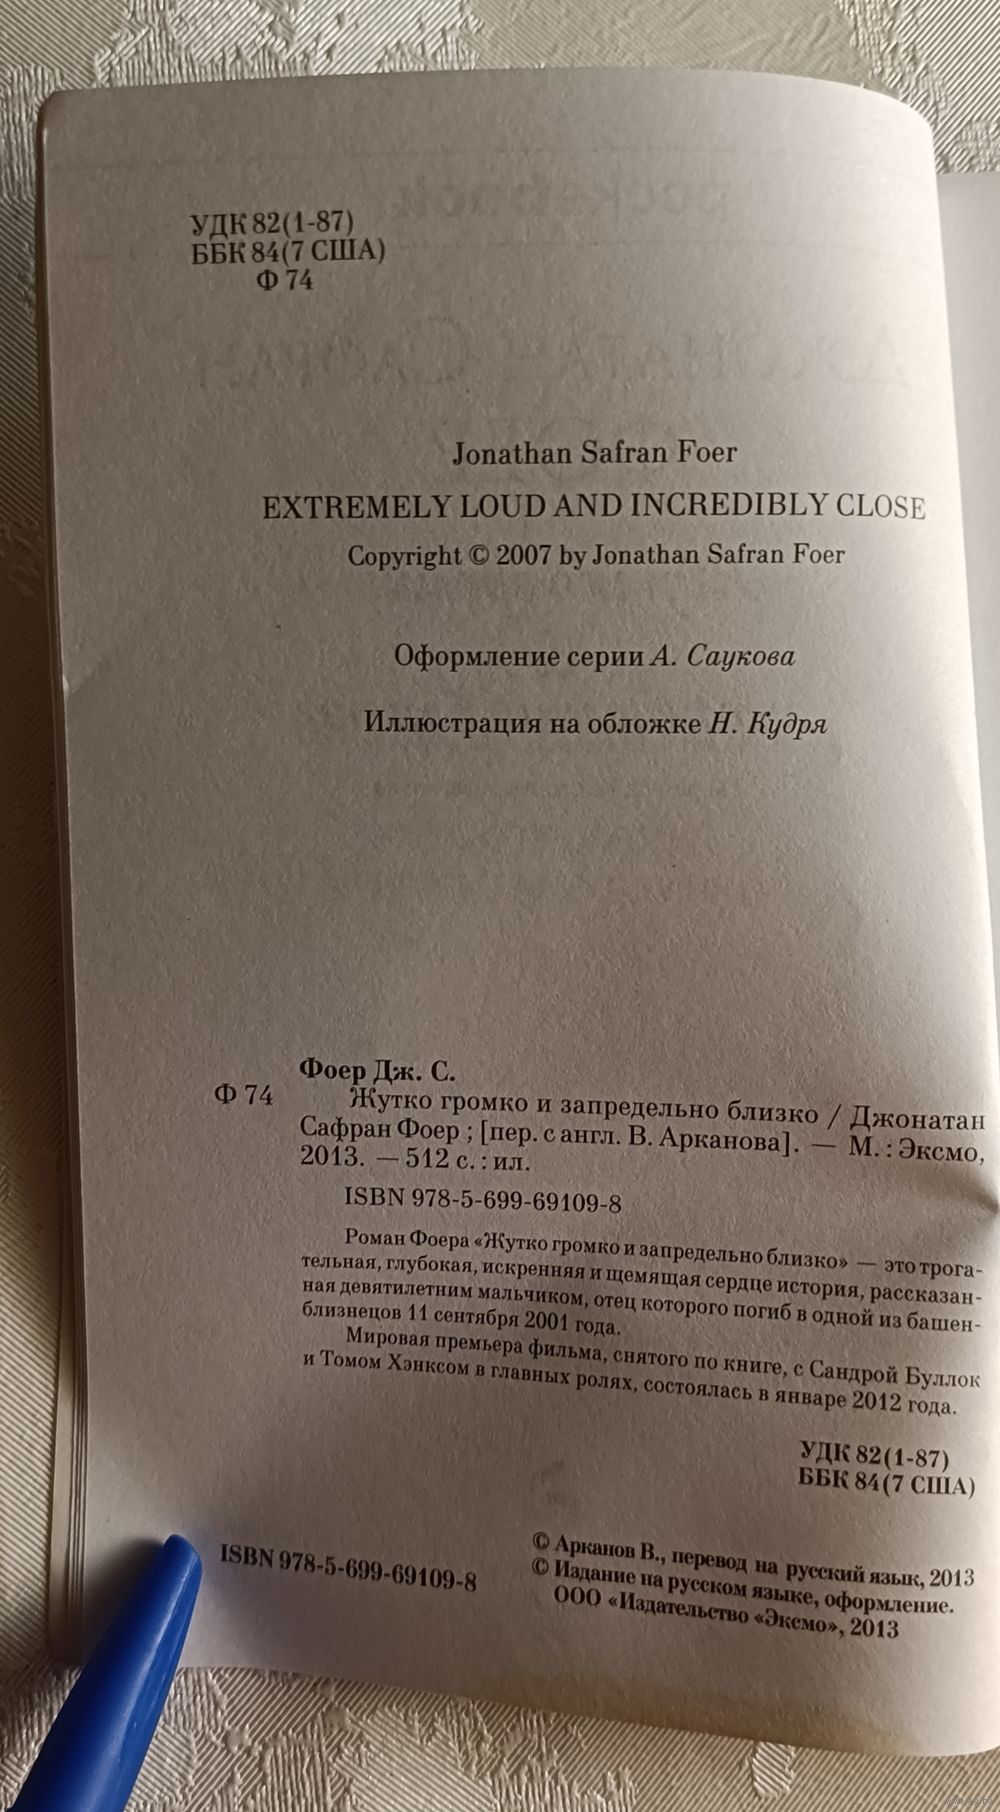 УДК 82(1-87)
ББК 84(7 США)
Ф 74
Jonathan Safran Foer
EXTREMELY LOUD AND INCREDIBLY CLOSE
Copyright © 2007 by Jonathan Safran Foer
Оформление серии А. Саукова
Иллюстрация на обложке Н. Кудря
Фоер Дж. С.
Ф 74 Жутко громко и запредельно близко / Джонатан
Сафран Фоер ; [пер. с англ. В. Арканова]. — М. : Эксмо,
2013. — 512 с. : ил.
ISBN 978-5-699-69109-8
Роман Фоера «Жутко громко и запредельно близко» — это трога-
тельная, глубокая, искренняя и щемящая сердце история, рассказан-
ная девятилетним мальчиком, отец которого погиб в одной из башен-
близнецов 11 сентября 2001 года.
Мировая премьера фильма, снятого по книге, с Сандрой Буллок
и Томом Хэнксом в главных ролях, состоялась в январе 2012 года.
УДК 82(1-87)
ББК 84(7 США)
ISBN 978-5-699-69109-8
© Арканов В., перевод на русский язык, 2013
© Издание на русском языке, оформление.
ООО «Издательство «Эксмо», 2013